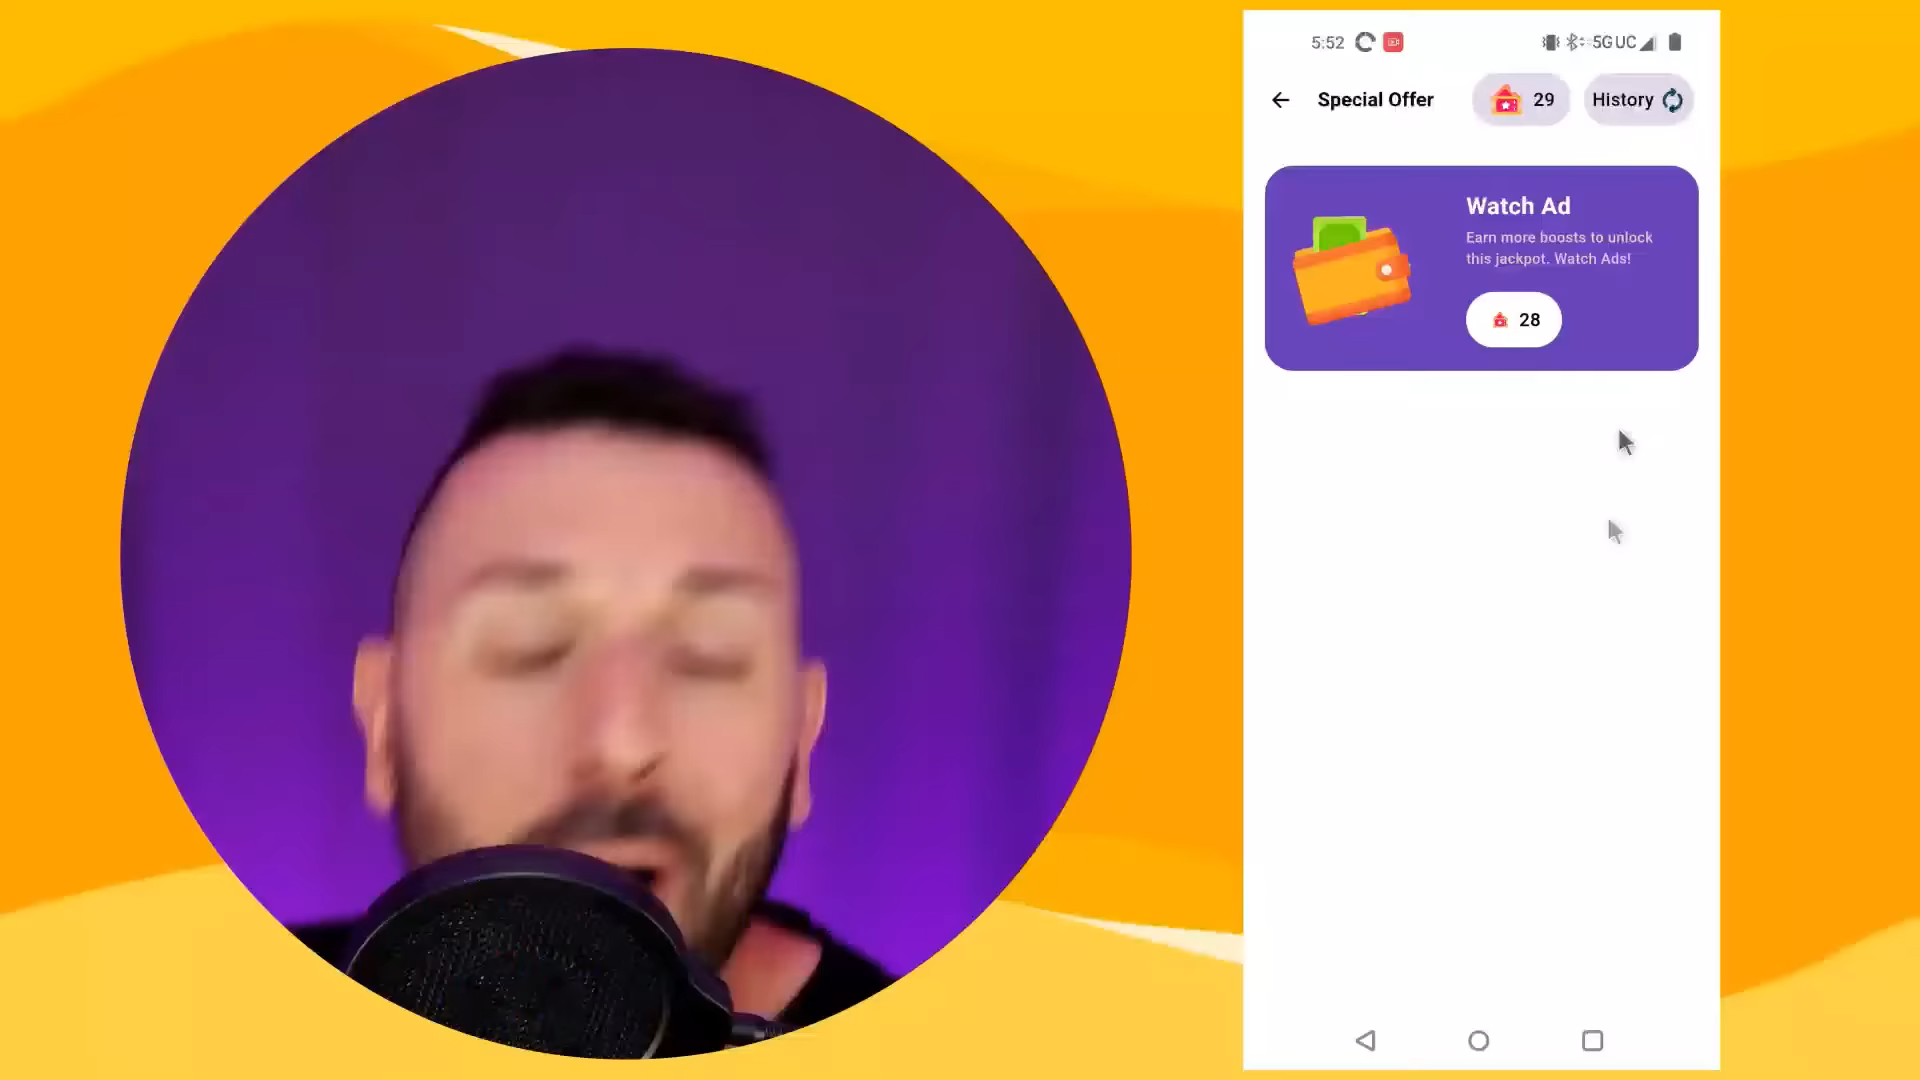 5:52 5G UC
Special Offer 29 History
Watch Ad
Earn more boosts to unlock
this jackpot. Watch Ads!
28